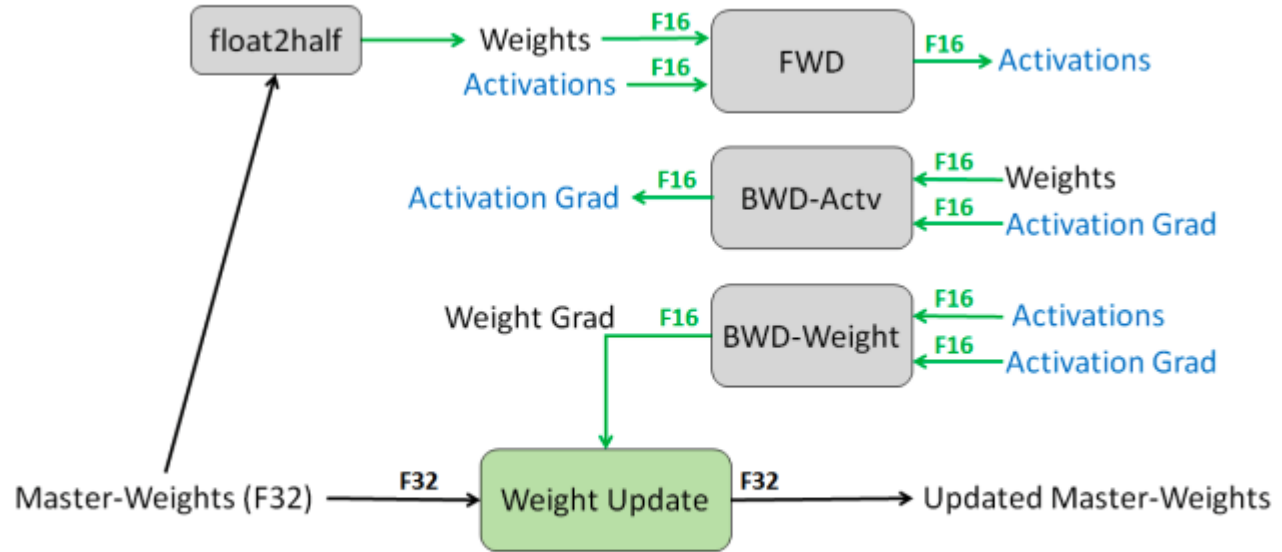 float2half
Weights
F16
Activations
F16
FWD
F16
Activations
Activation Grad
F16
BWD-Actv
F16
Weights
F16
Activation Grad
Weight Grad
F16
BWD-Weight
F16
Activations
F16
Activation Grad
Master-Weights (F32)
F32
Weight Update
F32
Updated Master-Weights